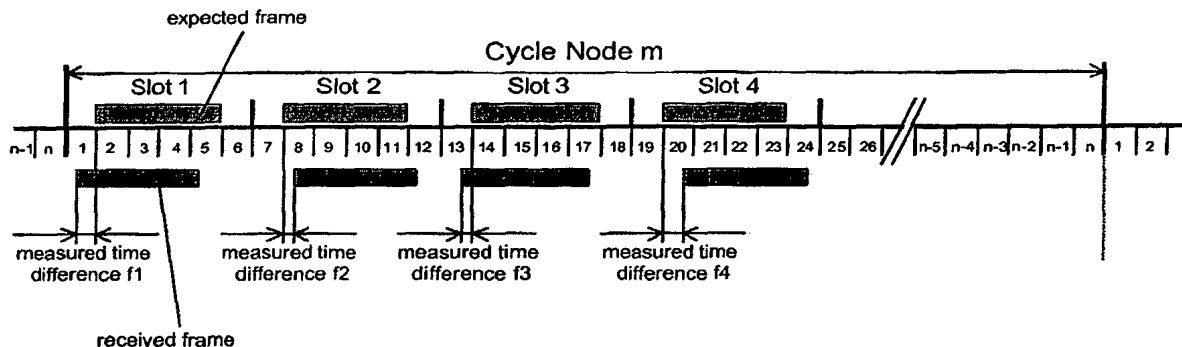 expected frame
Cycle Node m
Slot 1 Slot 2 Slot 3 Slot 4
n-1 n 1 2 3 4 5 6 7 8 9 10 11 12 13 14 15 16 17 18 19 20 21 22 23 24 25 26 n-5 n-4 n-3 n-2 n-1 n 1 2
measured time measured time measured time measured time
difference f1 difference f2 difference f3 difference f4
received frame